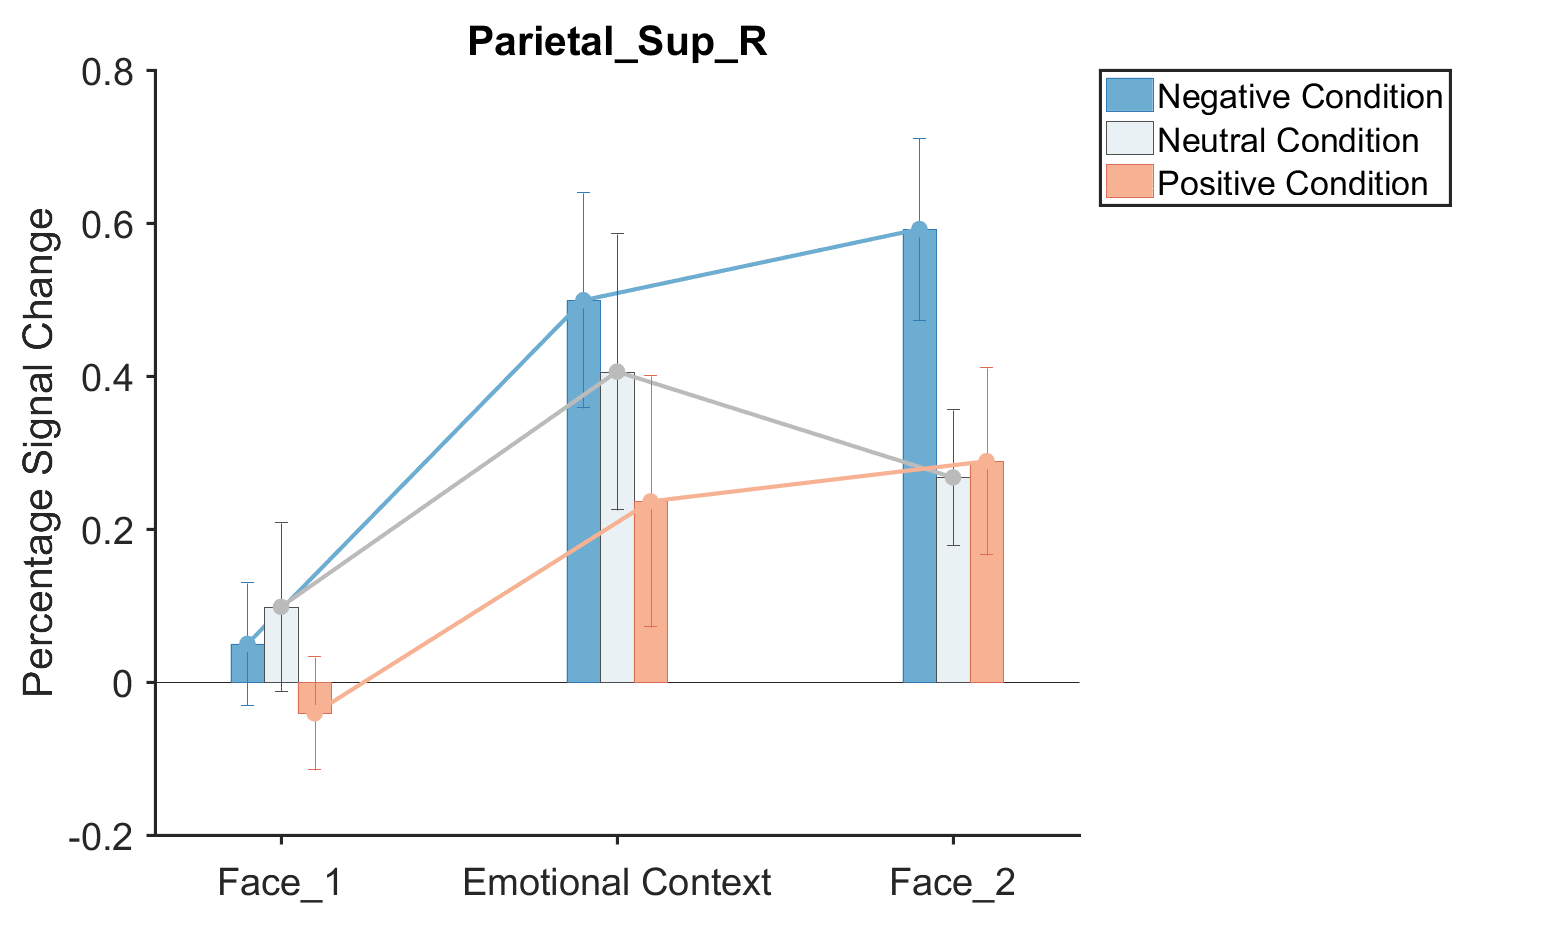 Parietal_Sup_R
Negative Condition
Neutral Condition
Positive Condition
Percentage Signal Change
0.8
0.6
0.4
0.2
0
-0.2
Face_1
Emotional Context
Face_2